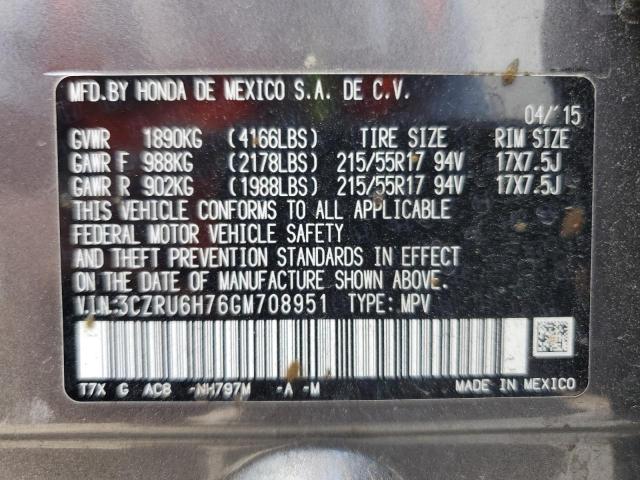 MFD.BY HONDA DE MEXICO S.A. DE C.V.
04/'15
GVWR 1890KG (4166LBS) TIRE SIZE RIM SIZE
GAWR F 988KG (2178LBS) 215/55R17 94V 17X7.5J
GAWR R 902KG (1988LBS) 215/55R17 94V 17X7.5J
THIS VEHICLE CONFORMS TO ALL APPLICABLE
FEDERAL MOTOR VEHICLE SAFETY
AND THEFT PREVENTION STANDARDS IN EFFECT
ON THE DATE OF MANUFACTURE SHOWN ABOVE.
V.I.N:3CZRU6H76GM708951 TYPE: MPV
T7X G AC8 -NH797M -A -M MADE IN MEXICO